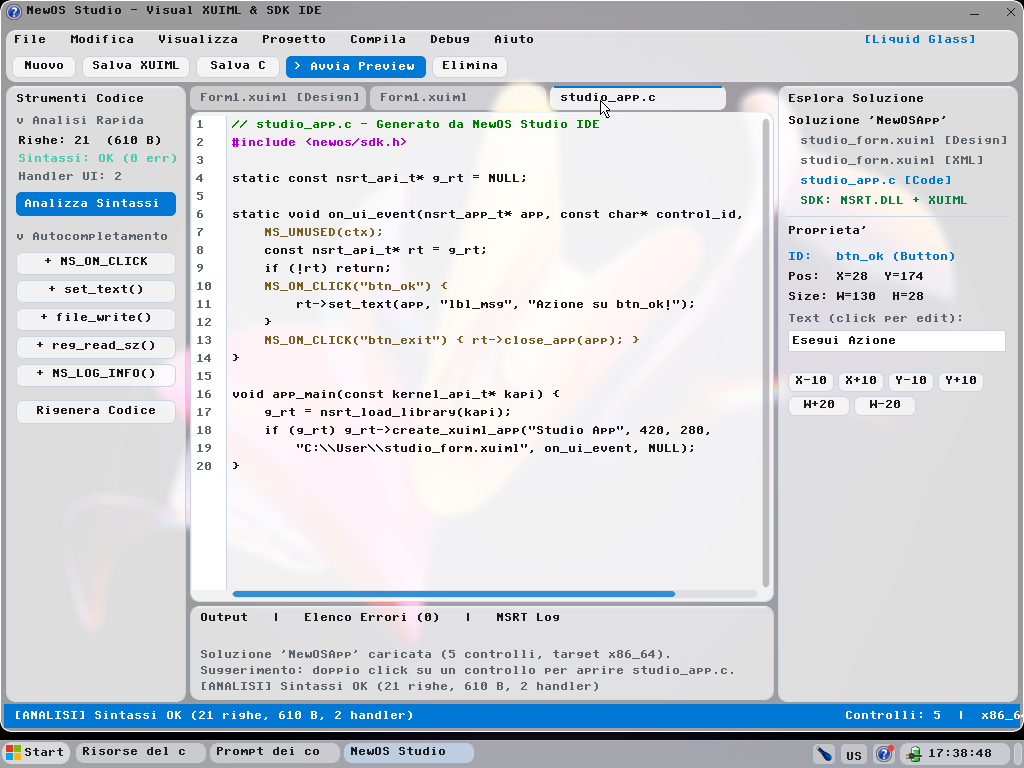 NewOS Studio - Visual XUIML & SDK IDE
File Modifica Visualizza Progetto Compila Debug Aiuto [Liquid Glass]
Nuovo Salva XUIML Salva C > Avvia Preview Elimina
Strumenti Codice
v Analisi Rapida
Righe: 21 (610 B)
Sintassi: OK (0 err)
Handler UI: 2
Analizza Sintassi
v Autocompletamento
+ NS_ON_CLICK
+ set_text()
+ file_write()
+ reg_read_sz()
+ NS_LOG_INFO()
Rigenera Codice
Form1.xuiml [Design] Form1.xuiml studio_app.c
1 // studio_app.c - Generato da NewOS Studio IDE
2 #include <newos/sdk.h>
3
4 static const nsrt_api_t* g_rt = NULL;
5
6 static void on_ui_event(nsrt_app_t* app, const char* control_id,
7 NS_UNUSED(ctx);
8 const nsrt_api_t* rt = g_rt;
9 if (!rt) return;
10 NS_ON_CLICK("btn_ok") {
11 rt->set_text(app, "lbl_msg", "Azione su btn_ok!");
12 }
13 NS_ON_CLICK("btn_exit") { rt->close_app(app); }
14 }
15
16 void app_main(const kernel_api_t* kapi) {
17 g_rt = nsrt_load_library(kapi);
18 if (g_rt) g_rt->create_xuiml_app("Studio App", 420, 280,
19 "C:\\User\\studio_form.xuiml", on_ui_event, NULL);
20 }
Output | Elenco Errori (0) | NSRT Log
Soluzione 'NewOSApp' caricata (5 controlli, target x86_64).
Suggerimento: doppio click su un controllo per aprire studio_app.c.
[ANALISI] Sintassi OK (21 righe, 610 B, 2 handler)
Esplora Soluzione
Soluzione 'NewOSApp'
studio_form.xuiml [Design]
studio_form.xuiml [XML]
studio_app.c [Code]
SDK: NSRT.DLL + XUIML
Proprieta'
ID: btn_ok (Button)
Pos: X=28 Y=174
Size: W=130 H=28
Text (click per edit):
Esegui Azione
X-10 X+10 Y-10 Y+10
W+20 W-20
[ANALISI] Sintassi OK (21 righe, 610 B, 2 handler) Controlli: 5 | x86_6
Start Risorse del c Prompt dei co NewOS Studio US 17:38:48